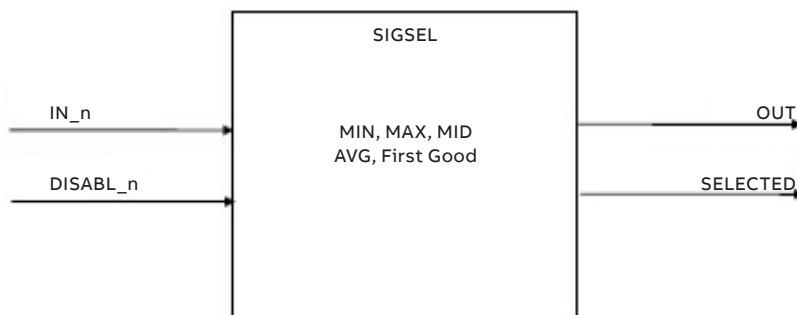 SIGSEL
IN_n
MIN, MAX, MID
OUT
AVG, First Good
DISABL_n
SELECTED